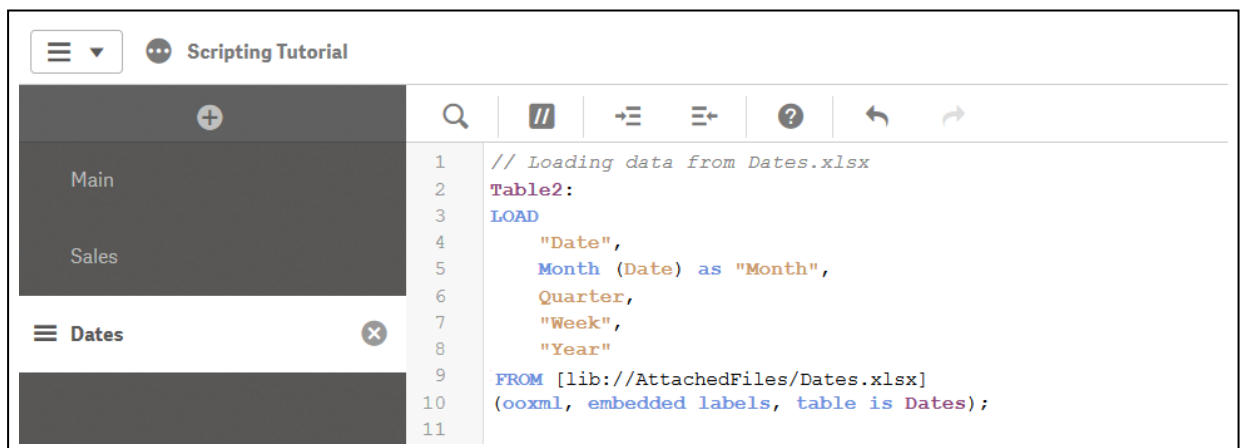 Scripting Tutorial
Main
Sales
Dates
1 // Loading data from Dates.xlsx
2 Table2:
3 LOAD
4 "Date",
5 Month (Date) as "Month",
6 Quarter,
7 "Week",
8 "Year"
9 FROM [lib://AttachedFiles/Dates.xlsx]
10 (ooxml, embedded labels, table is Dates);
11